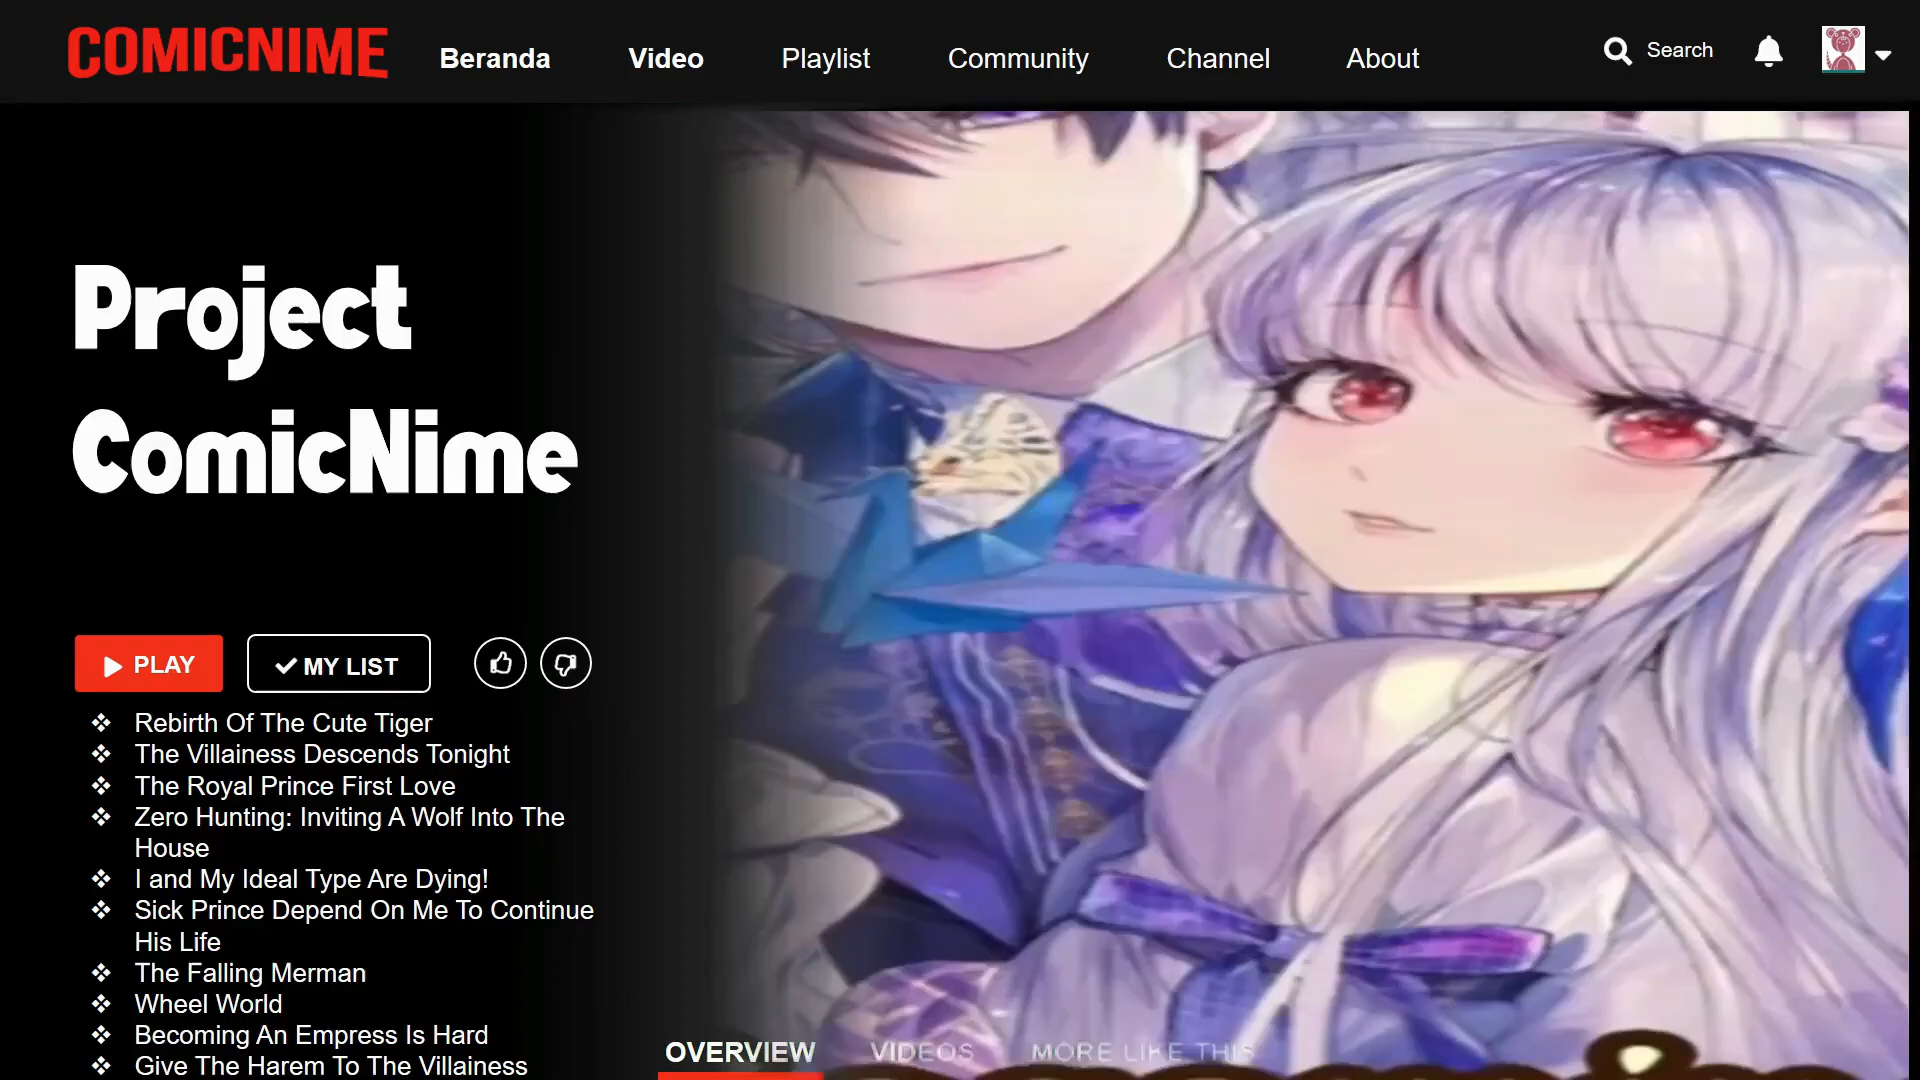 COMICNIME
Beranda
Video
Playlist
Community
Channel
About
Search
Project
ComicNime
PLAY
MY LIST
Rebirth Of The Cute Tiger
The Villainess Descends Tonight
The Royal Prince First Love
Zero Hunting: Inviting A Wolf Into The
House
I and My Ideal Type Are Dying!
Sick Prince Depend On Me To Continue
His Life
The Falling Merman
Wheel World
Becoming An Empress Is Hard
Give The Harem To The Villainess
OVERVIEW
VIDEOS
MORE LIKE THIS